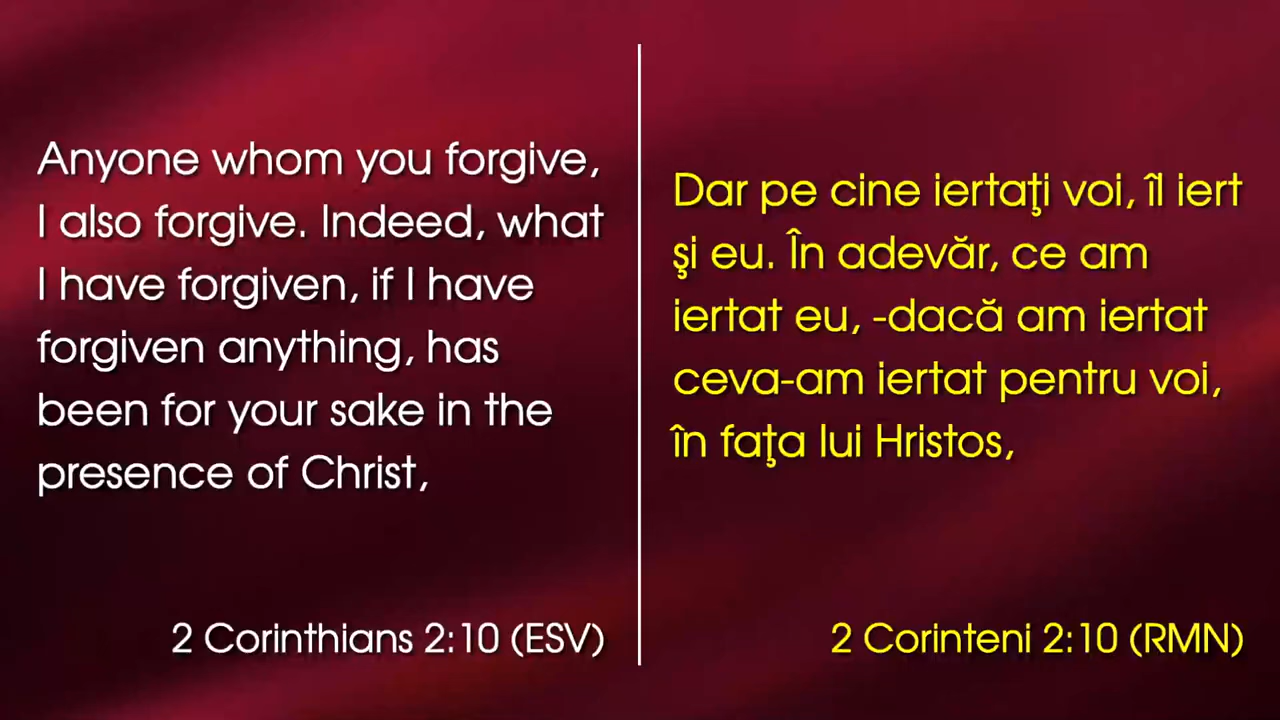 Anyone whom you forgive,
I also forgive. Indeed, what
I have forgiven, if I have
forgiven anything, has
been for your sake in the
presence of Christ,
2 Corinthians 2:10 (ESV)
Dar pe cine iertaţi voi, îl iert
şi eu. În adevăr, ce am
iertat eu, -dacă am iertat
ceva-am iertat pentru voi,
în faţa lui Hristos,
2 Corinteni 2:10 (RMN)